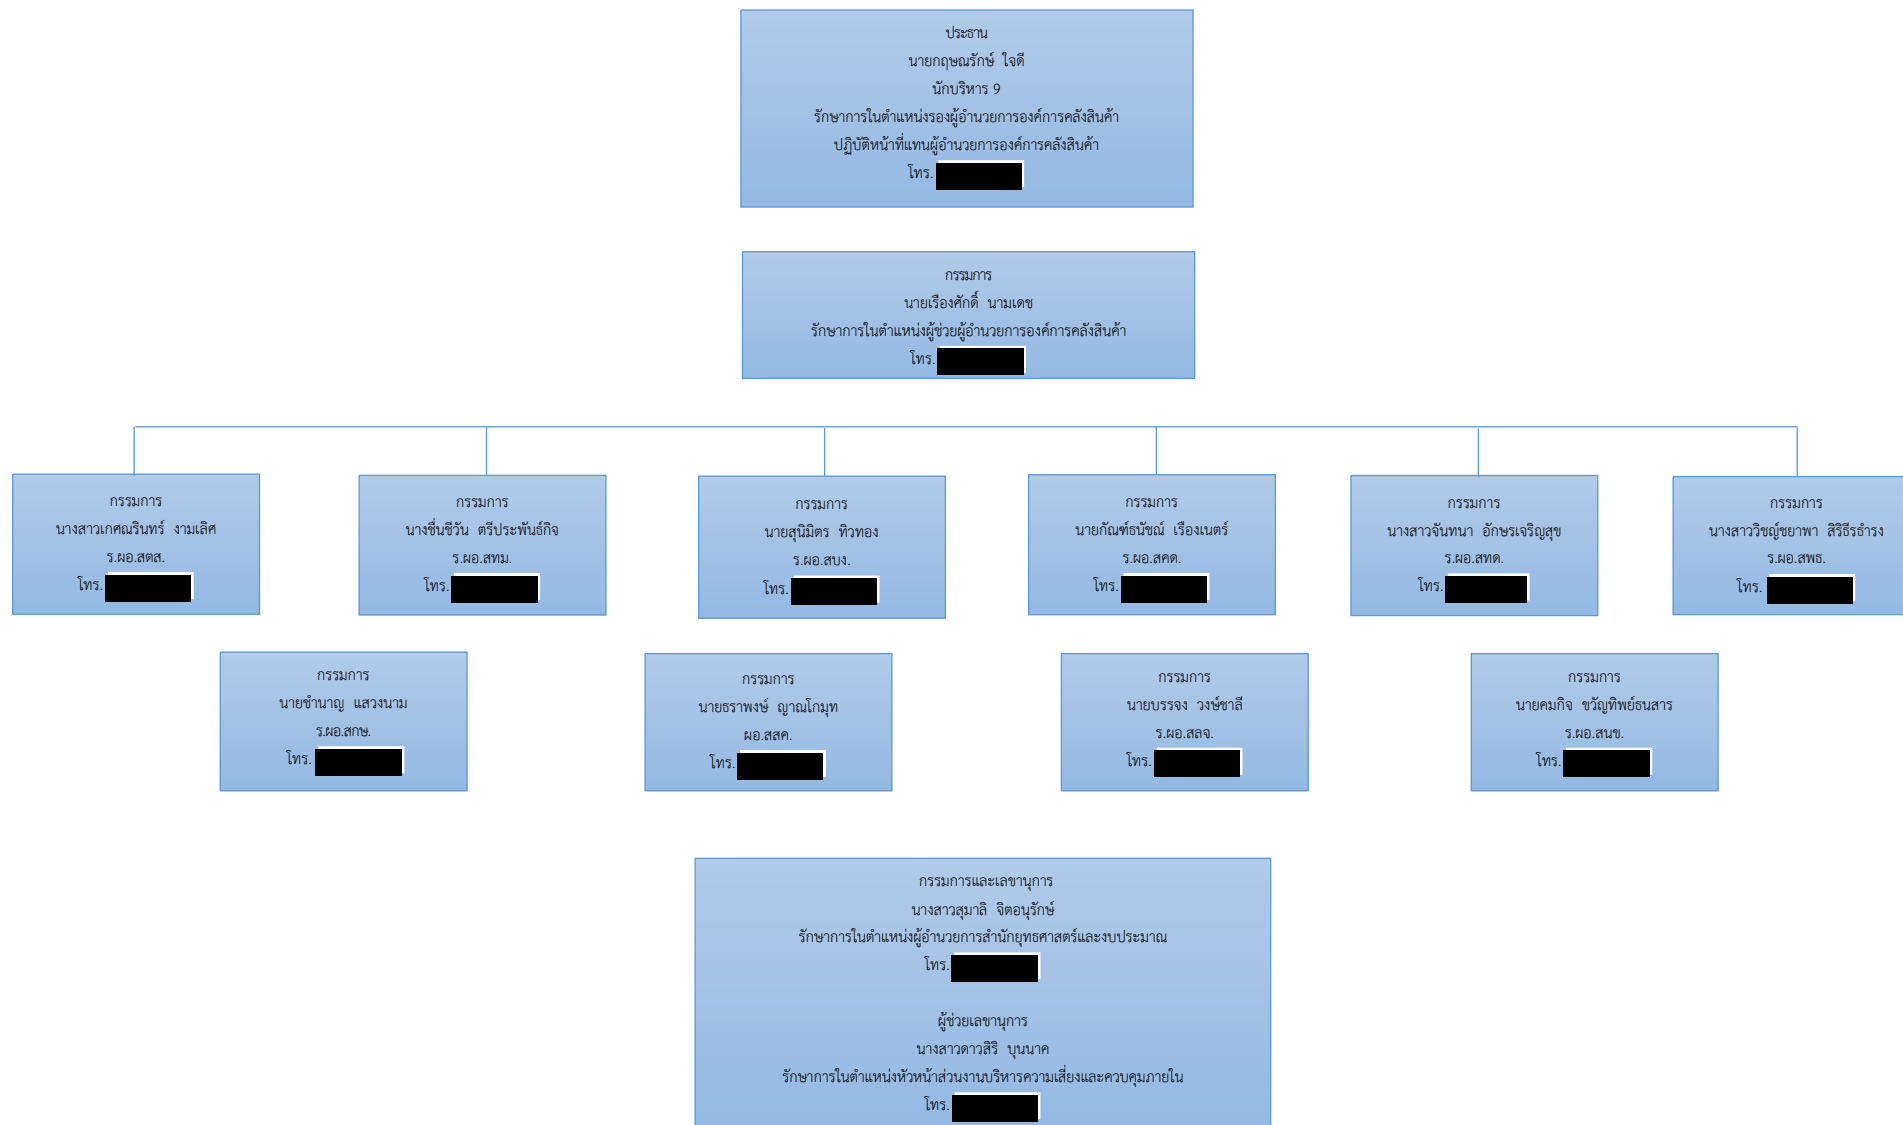 ประธาน
นายกฤษณรักษ์ ใจดี
นักบริหาร 9
รักษาการในตำแหน่งรองผู้อำนวยการองค์การคลังสินค้า
ปฏิบัติหน้าที่แทนผู้อำนวยการองค์การคลังสินค้า
โทร.
กรรมการ
นายเรืองศักดิ์ นามเดช
รักษาการในตำแหน่งผู้ช่วยผู้อำนวยการองค์การคลังสินค้า
โทร.
กรรมการ
นางสาวเกศณรินทร์ งามเลิศ
ร.ผอ.สตส.
โทร.
กรรมการ
นางชื่นชีวัน ตรีประพันธ์กิจ
ร.ผอ.สทม.
โทร.
กรรมการ
นายสุนิมิตร ทิวทอง
ร.ผอ.สบง.
โทร.
กรรมการ
นายกัณฑ์ธนัชณ์ เรืองเนตร์
ร.ผอ.สคด.
โทร.
กรรมการ
นางสาวจันทนา อักษรเจริญสุข
ร.ผอ.สทด.
โทร.
กรรมการ
นางสาววิชญ์ชยาพา สิริธีรธำรง
ร.ผอ.สพธ.
โทร.
กรรมการ
นายชำนาญ แสวงนาม
ร.ผอ.สกษ.
โทร.
กรรมการ
นายธราพงษ์ ญาณโกมุท
ผอ.สสค.
โทร.
กรรมการ
นายบรรจง วงษ์ชาลี
ร.ผอ.สลจ.
โทร.
กรรมการ
นายคมกิจ ขวัญทิพย์ธนสาร
ร.ผอ.สนข.
โทร.
กรรมการและเลขานุการ
นางสาวสุมาลิ จิตอนุรักษ์
รักษาการในตำแหน่งผู้อำนวยการสำนักยุทธศาสตร์และงบประมาณ
โทร.
ผู้ช่วยเลขานุการ
นางสาวดาวสิริ บุนนาค
รักษาการในตำแหน่งหัวหน้าส่วนงานบริหารความเสี่ยงและควบคุมภายใน
โทร.